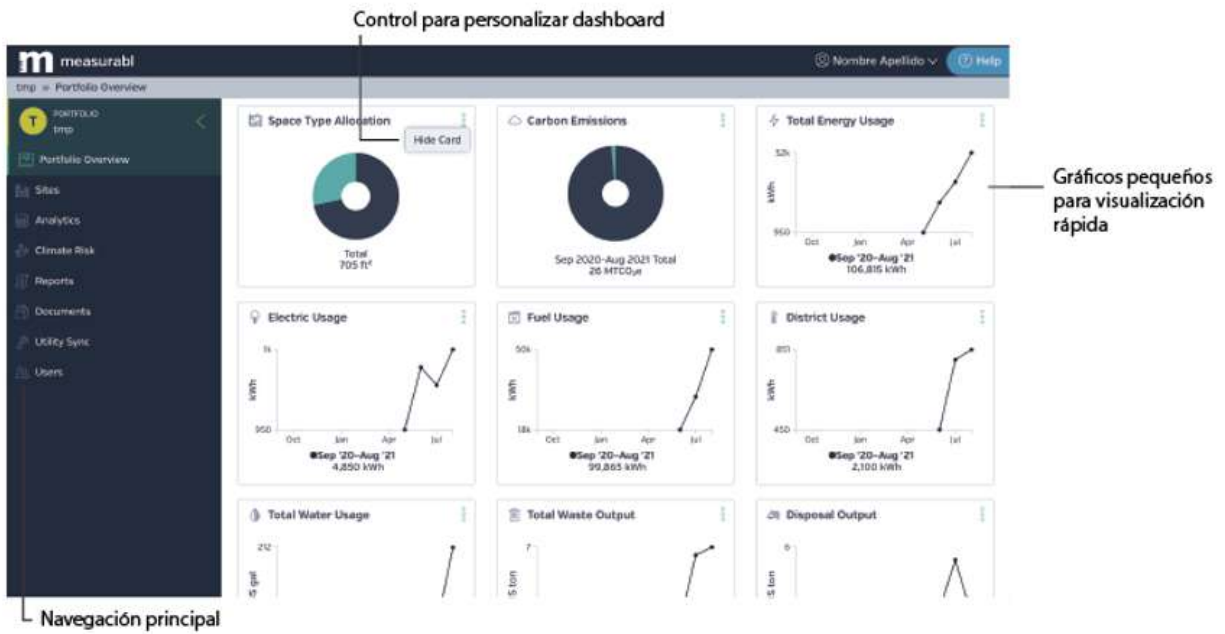 Control para personalizar dashboard
measurabl
Nombre Apellido
Help
tmp » Portfolio Overview
T
PORTFOLIO
tmp
Portfolio Overview
Sites
Analytics
Climate Risk
Reports
Documents
Utility Sync
Users
Space Type Allocation
Hide Card
Total
705 ft²
Carbon Emissions
Sep 2020-Aug 2021 Total
26 MTCO₂e
Total Energy Usage
52k
kWh
950
Oct Jan Apr Jul
Sep '20-Aug '21
106,815 kWh
Gráficos pequeños
para visualización
rápida
Electric Usage
1k
kWh
950
Oct Jan Apr Jul
Sep '20-Aug '21
4,850 kWh
Fuel Usage
50k
kWh
18k
Oct Jan Apr Jul
Sep '20-Aug '21
99,865 kWh
District Usage
851
kWh
450
Oct Jan Apr Jul
Sep '20-Aug '21
2,100 kWh
Total Water Usage
212
gal
Total Waste Output
7
ton
Disposal Output
6
ton
Navegación principal